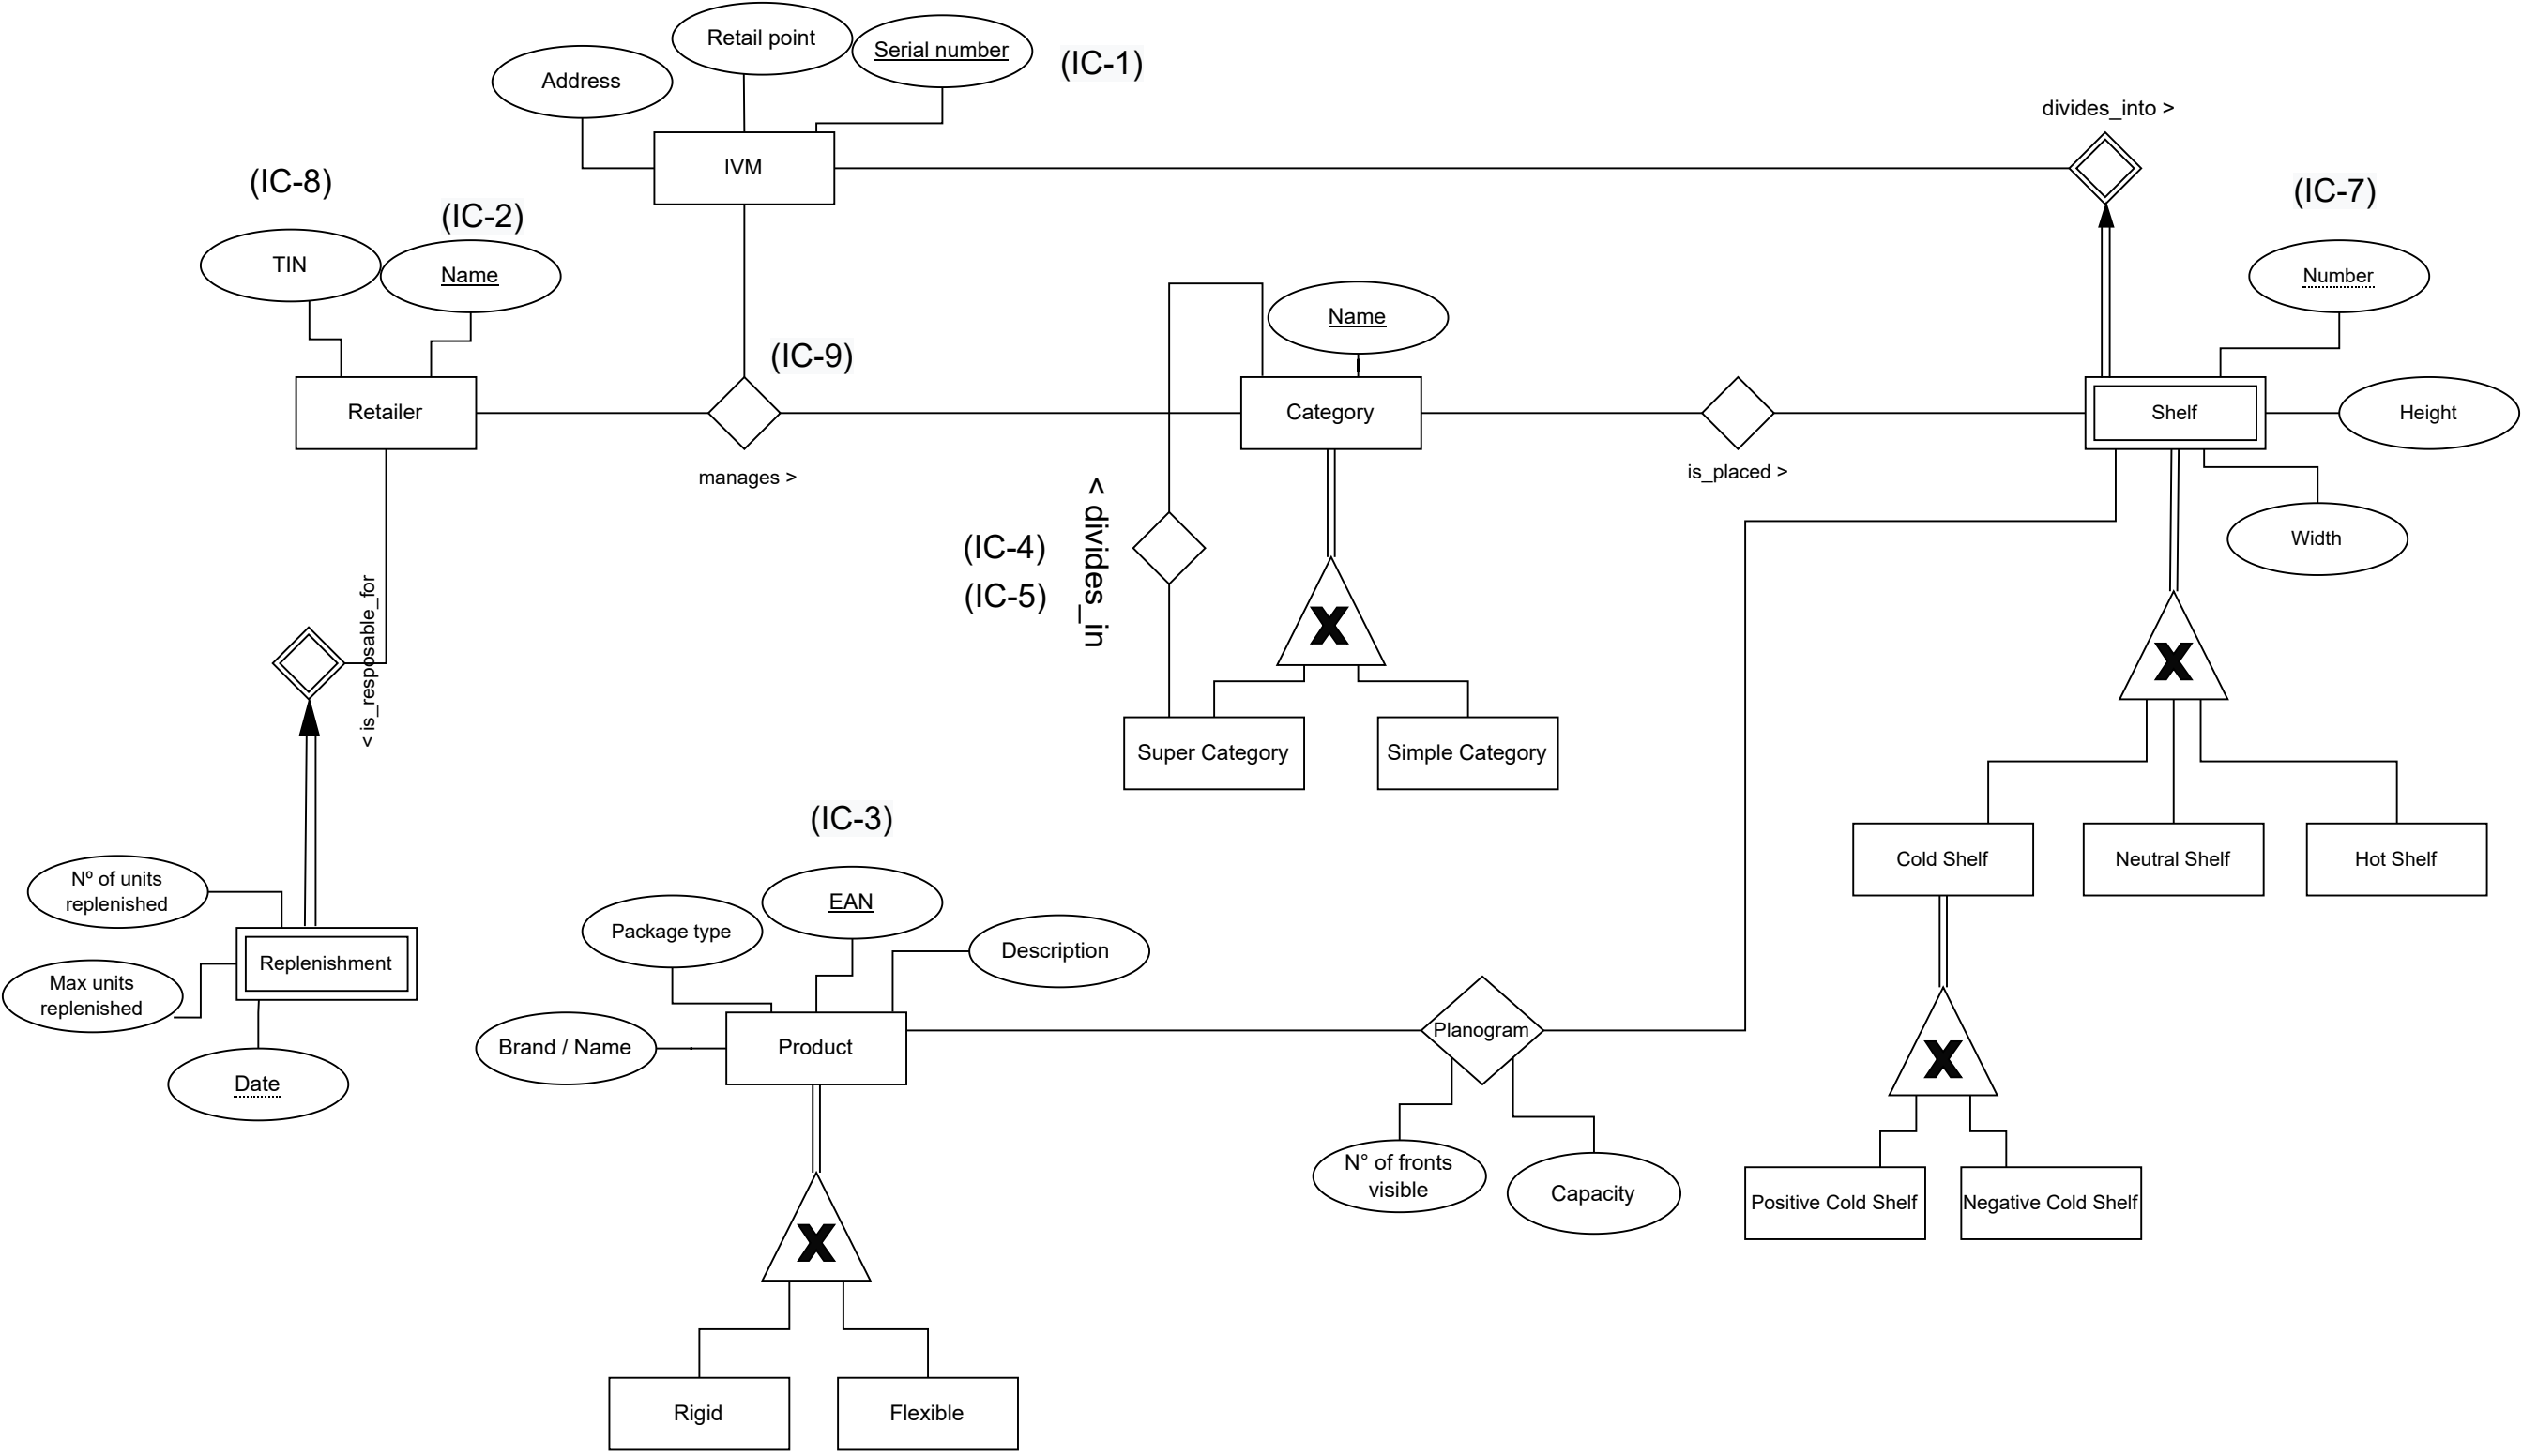 Retail point
Serial number
(IC-1)
Address
divides_into >
IVM
(IC-8)
(IC-7)
(IC-2)
TIN
Name
Number
Name
(IC-9)
Retailer
Category
Shelf
Height
manages >
is_placed >
< divides_in
(IC-4)
(IC-5)
Width
< is_resposable_for
X
X
Super Category
Simple Category
(IC-3)
Cold Shelf
Neutral Shelf
Hot Shelf
Nº of units
replenished
EAN
Package type
Description
Replenishment
Max units
replenished
Planogram
Brand / Name
Product
X
Date
N° of fronts
visible
Capacity
Positive Cold Shelf
Negative Cold Shelf
X
Rigid
Flexible